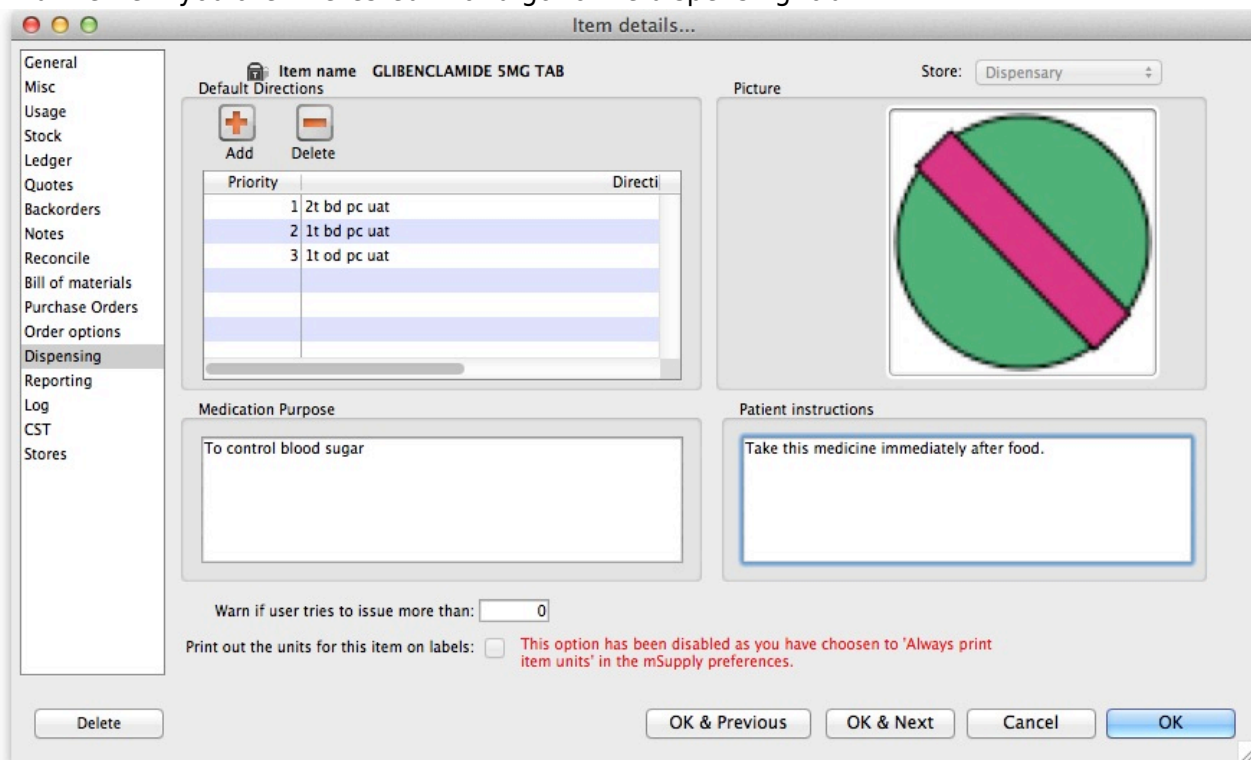 Item details...
General
Misc
Usage
Stock
Ledger
Quotes
Backorders
Notes
Reconcile
Bill of materials
Purchase Orders
Order options
Dispensing
Reporting
Log
CST
Stores
Item name GLIBENCLAMIDE 5MG TAB
Store: Dispensary
Default Directions
Add Delete
Priority Directi
1 2t bd pc uat
2 1t bd pc uat
3 1t od pc uat
Picture
Medication Purpose
To control blood sugar
Patient instructions
Take this medicine immediately after food.
Warn if user tries to issue more than: 0
Print out the units for this item on labels:
This option has been disabled as you have choosen to 'Always print
item units' in the mSupply preferences.
Delete
OK & Previous
OK & Next
Cancel
OK